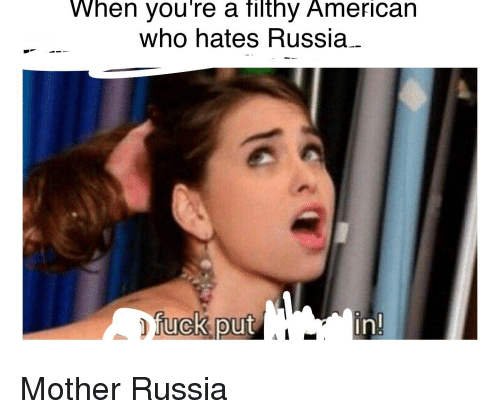 When you're a filthy American
who hates Russia
fuck put in!
Mother Russia